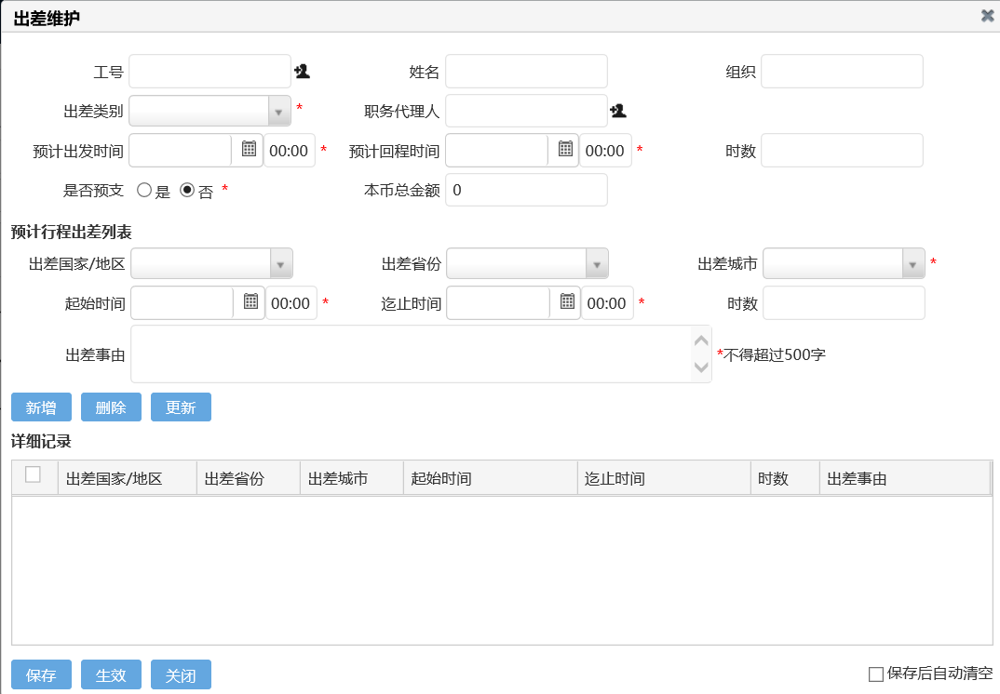 出差维护
工号 姓名 组织
出差类别 * 职务代理人
预计出发时间 00:00 * 预计回程时间 00:00 * 时数
是否预支 是 否 * 本币总金额 0
预计行程出差列表
出差国家/地区 出差省份 出差城市 *
起始时间 00:00 * 迄止时间 00:00 * 时数
出差事由 *不得超过500字
新增 删除 更新
详细记录
出差国家/地区 出差省份 出差城市 起始时间 迄止时间 时数 出差事由
保存 生效 关闭 保存后自动清空